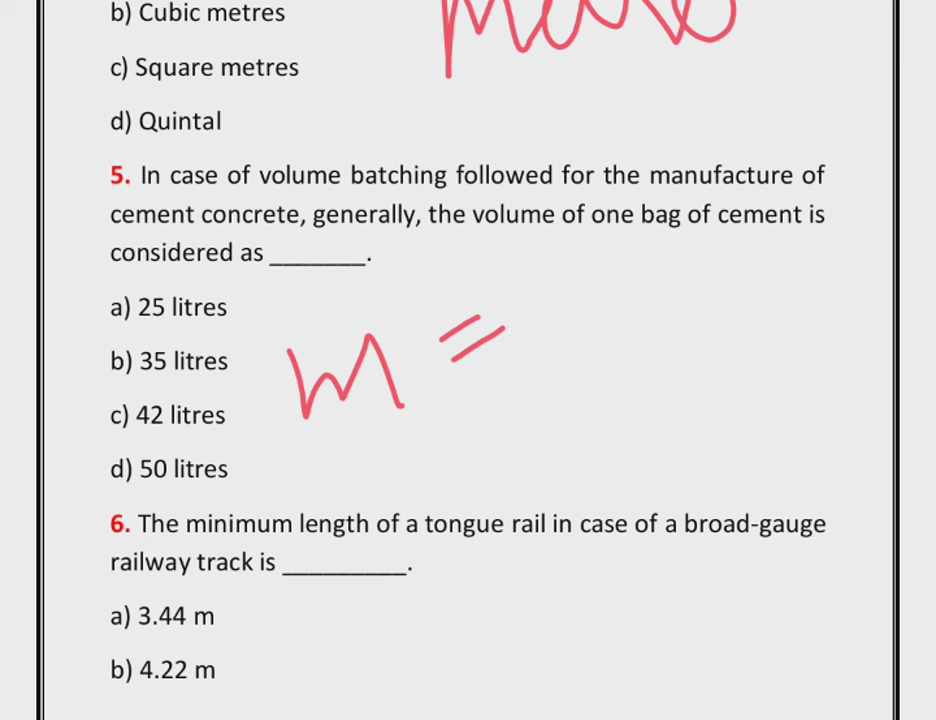 b) Cubic metres
c) Square metres
d) Quintal
5. In case of volume batching followed for the manufacture of
cement concrete, generally, the volume of one bag of cement is
considered as _______.
a) 25 litres
b) 35 litres
m =
c) 42 litres
d) 50 litres
6. The minimum length of a tongue rail in case of a broad-gauge
railway track is _________.
a) 3.44 m
b) 4.22 m